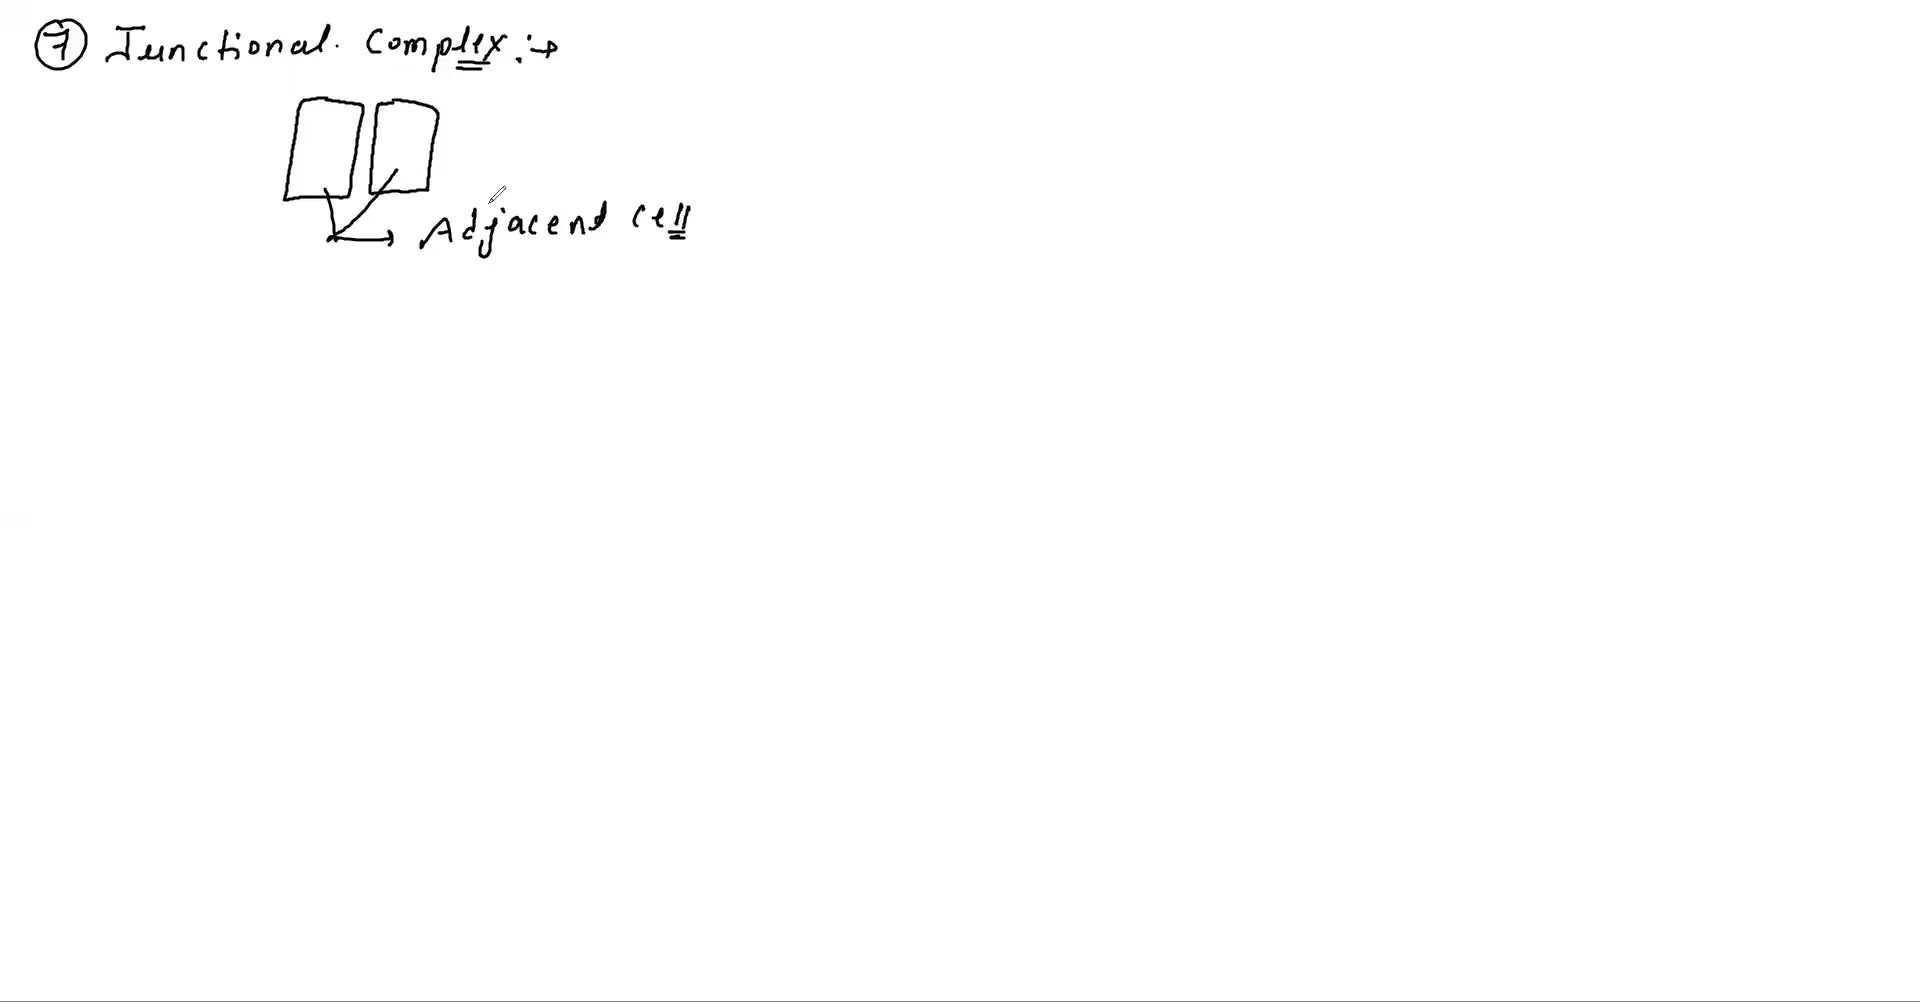 ⑦ Junctional. Complex :→
→ Adjacent cell